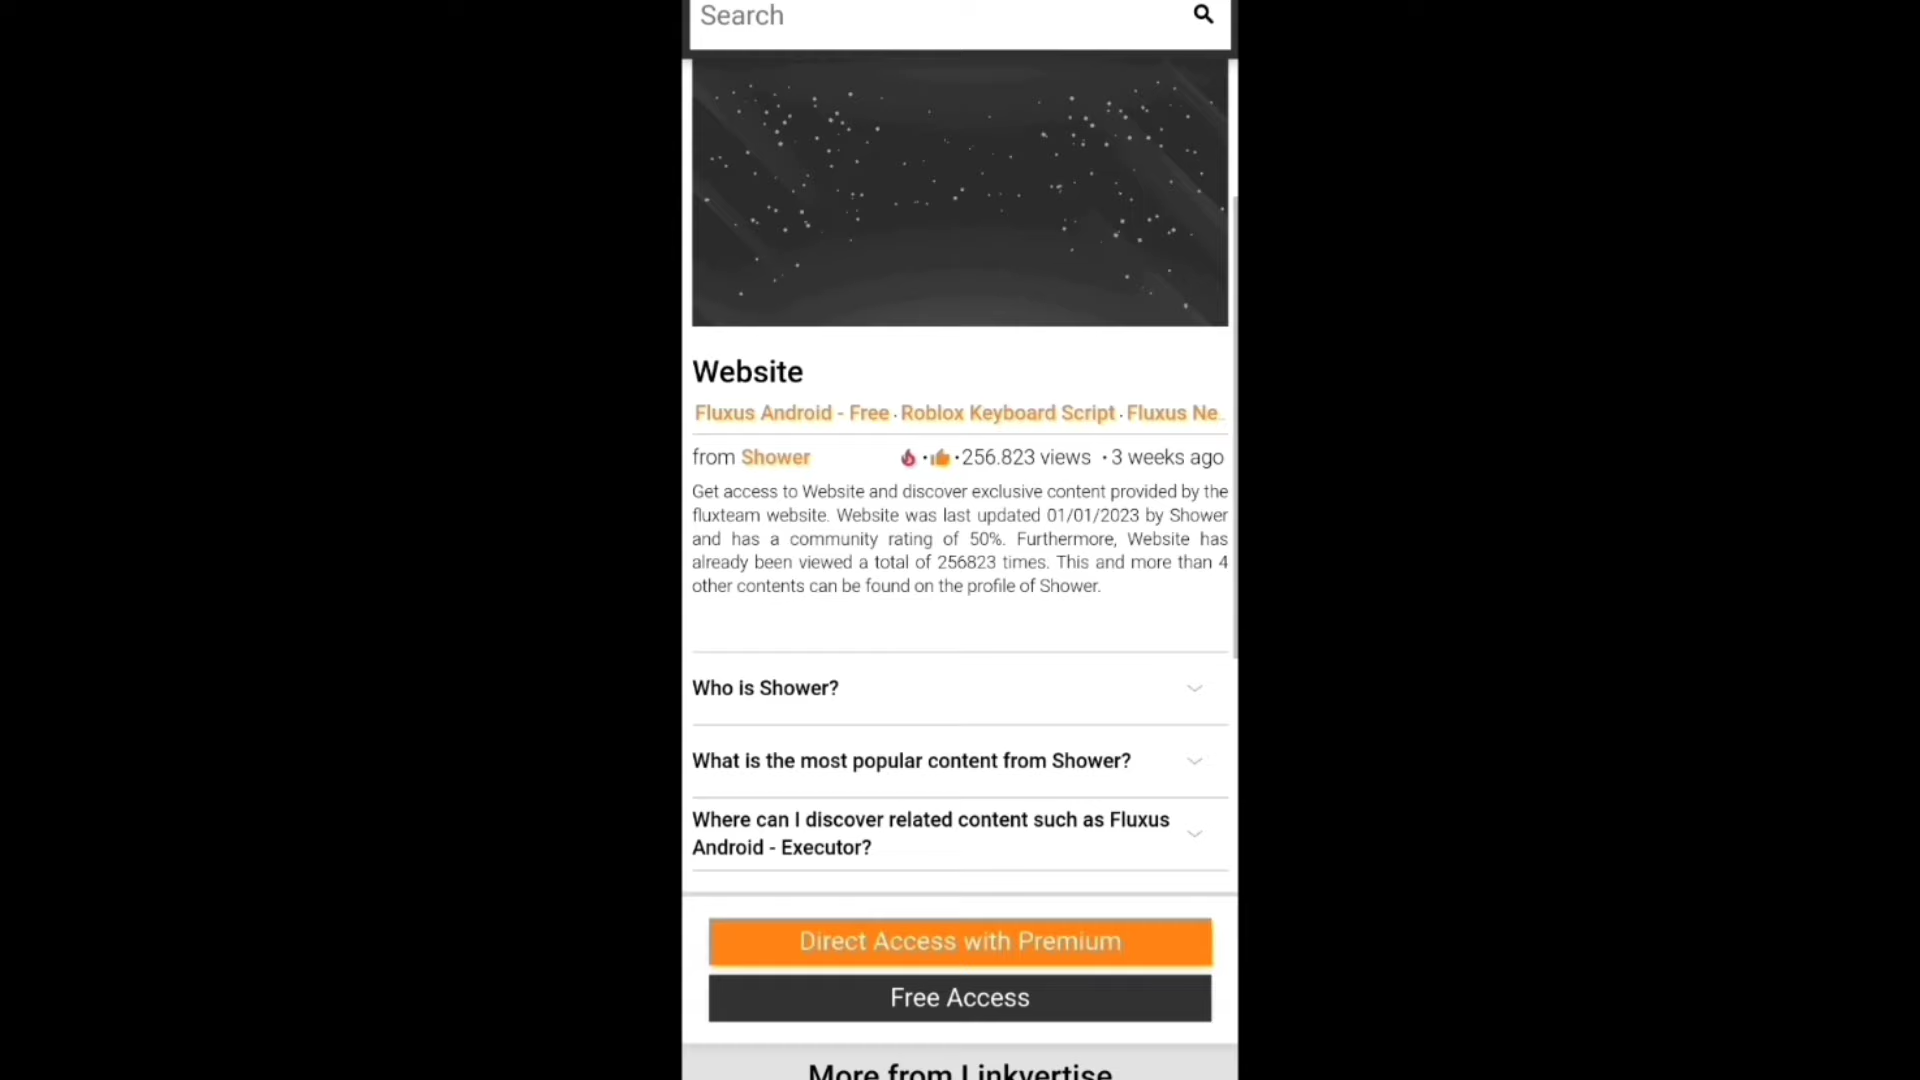 Search
Website
Fluxus Android - Free · Roblox Keyboard Script · Fluxus Ne..
from Shower • • 256.823 views • 3 weeks ago
Get access to Website and discover exclusive content provided by the
fluxteam website. Website was last updated 01/01/2023 by Shower
and has a community rating of 50%. Furthermore, Website has
already been viewed a total of 256823 times. This and more than 4
other contents can be found on the profile of Shower.
Who is Shower?
What is the most popular content from Shower?
Where can I discover related content such as Fluxus
Android - Executor?
Direct Access with Premium
Free Access
More from Linkvertise